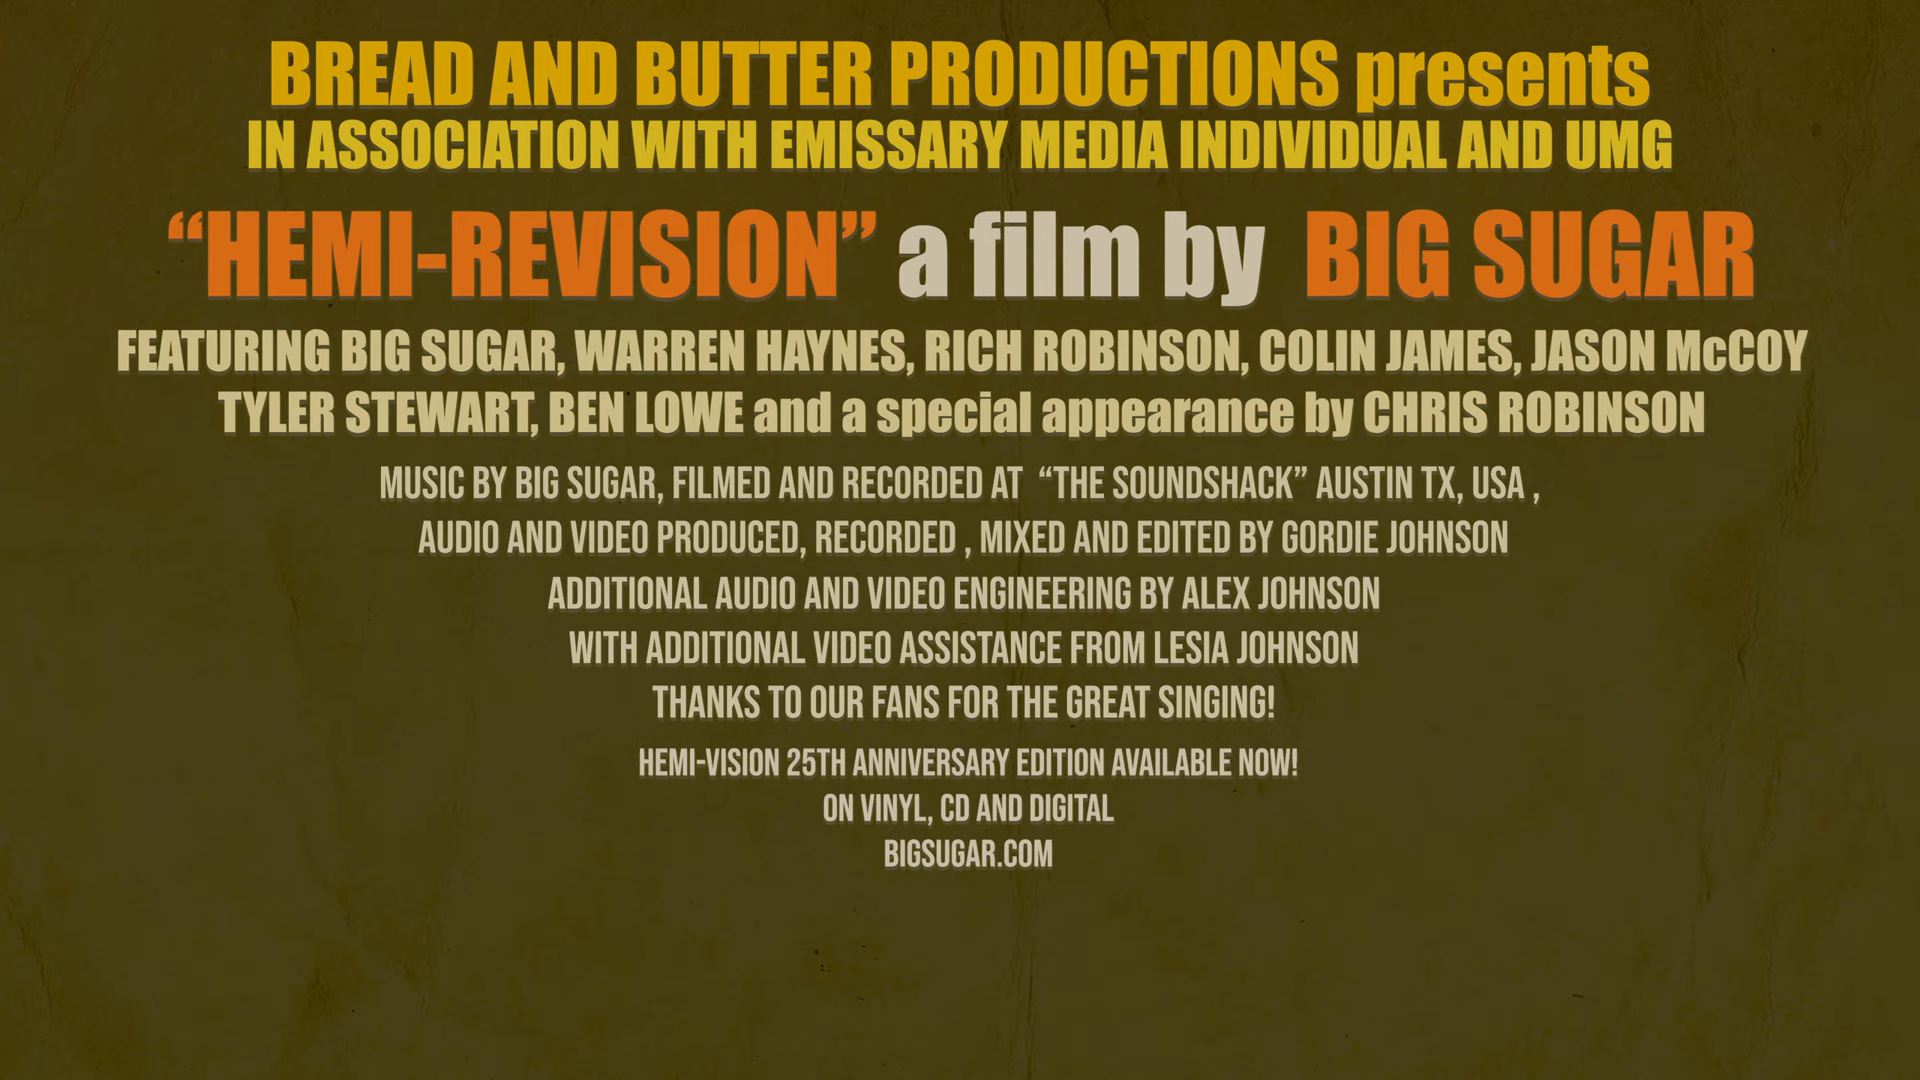 BREAD AND BUTTER PRODUCTIONS presents
IN ASSOCIATION WITH EMISSARY MEDIA INDIVIDUAL AND UMG
“HEMI-REVISION” a film by BIG SUGAR
FEATURING BIG SUGAR, WARREN HAYNES, RICH ROBINSON, COLIN JAMES, JASON McCOY
TYLER STEWART, BEN LOWE and a special appearance by CHRIS ROBINSON
MUSIC BY BIG SUGAR, FILMED AND RECORDED AT “THE SOUNDSHACK” AUSTIN TX, USA ,
AUDIO AND VIDEO PRODUCED, RECORDED , MIXED AND EDITED BY GORDIE JOHNSON
ADDITIONAL AUDIO AND VIDEO ENGINEERING BY ALEX JOHNSON
WITH ADDITIONAL VIDEO ASSISTANCE FROM LESIA JOHNSON
THANKS TO OUR FANS FOR THE GREAT SINGING!
HEMI-VISION 25TH ANNIVERSARY EDITION AVAILABLE NOW!
ON VINYL, CD AND DIGITAL
BIGSUGAR.COM